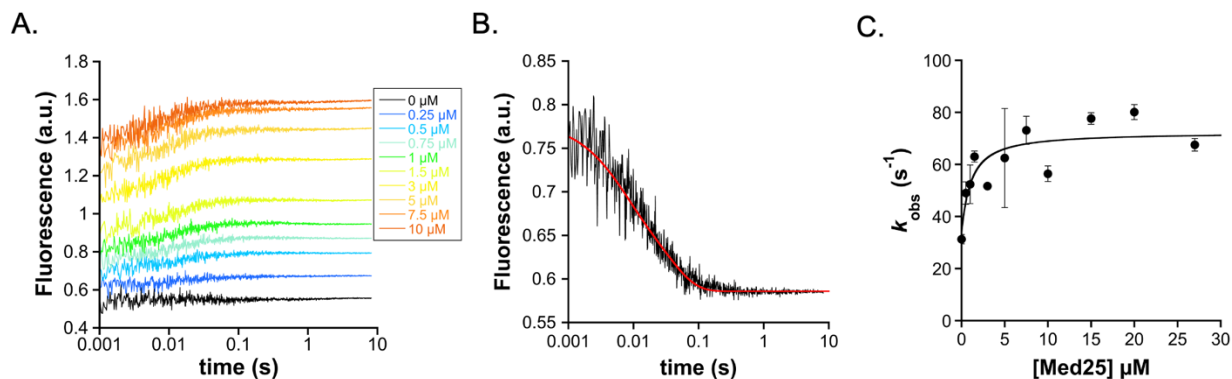 A.
Fluorescence (a.u.)
1.8
1.6
1.4
1.2
1
0.8
0.6
0.4
0.001 0.01 0.1 1 10
time (s)
0 µM
0.25 µM
0.5 µM
0.75 µM
1 µM
1.5 µM
3 µM
5 µM
7.5 µM
10 µM
B.
Fluorescence (a.u.)
0.85
0.8
0.75
0.7
0.65
0.6
0.55
0.001 0.01 0.1 1 10
time (s)
C.
k obs (s-1)
100
80
60
40
20
0
0 5 10 15 20 25 30
[Med25] µM